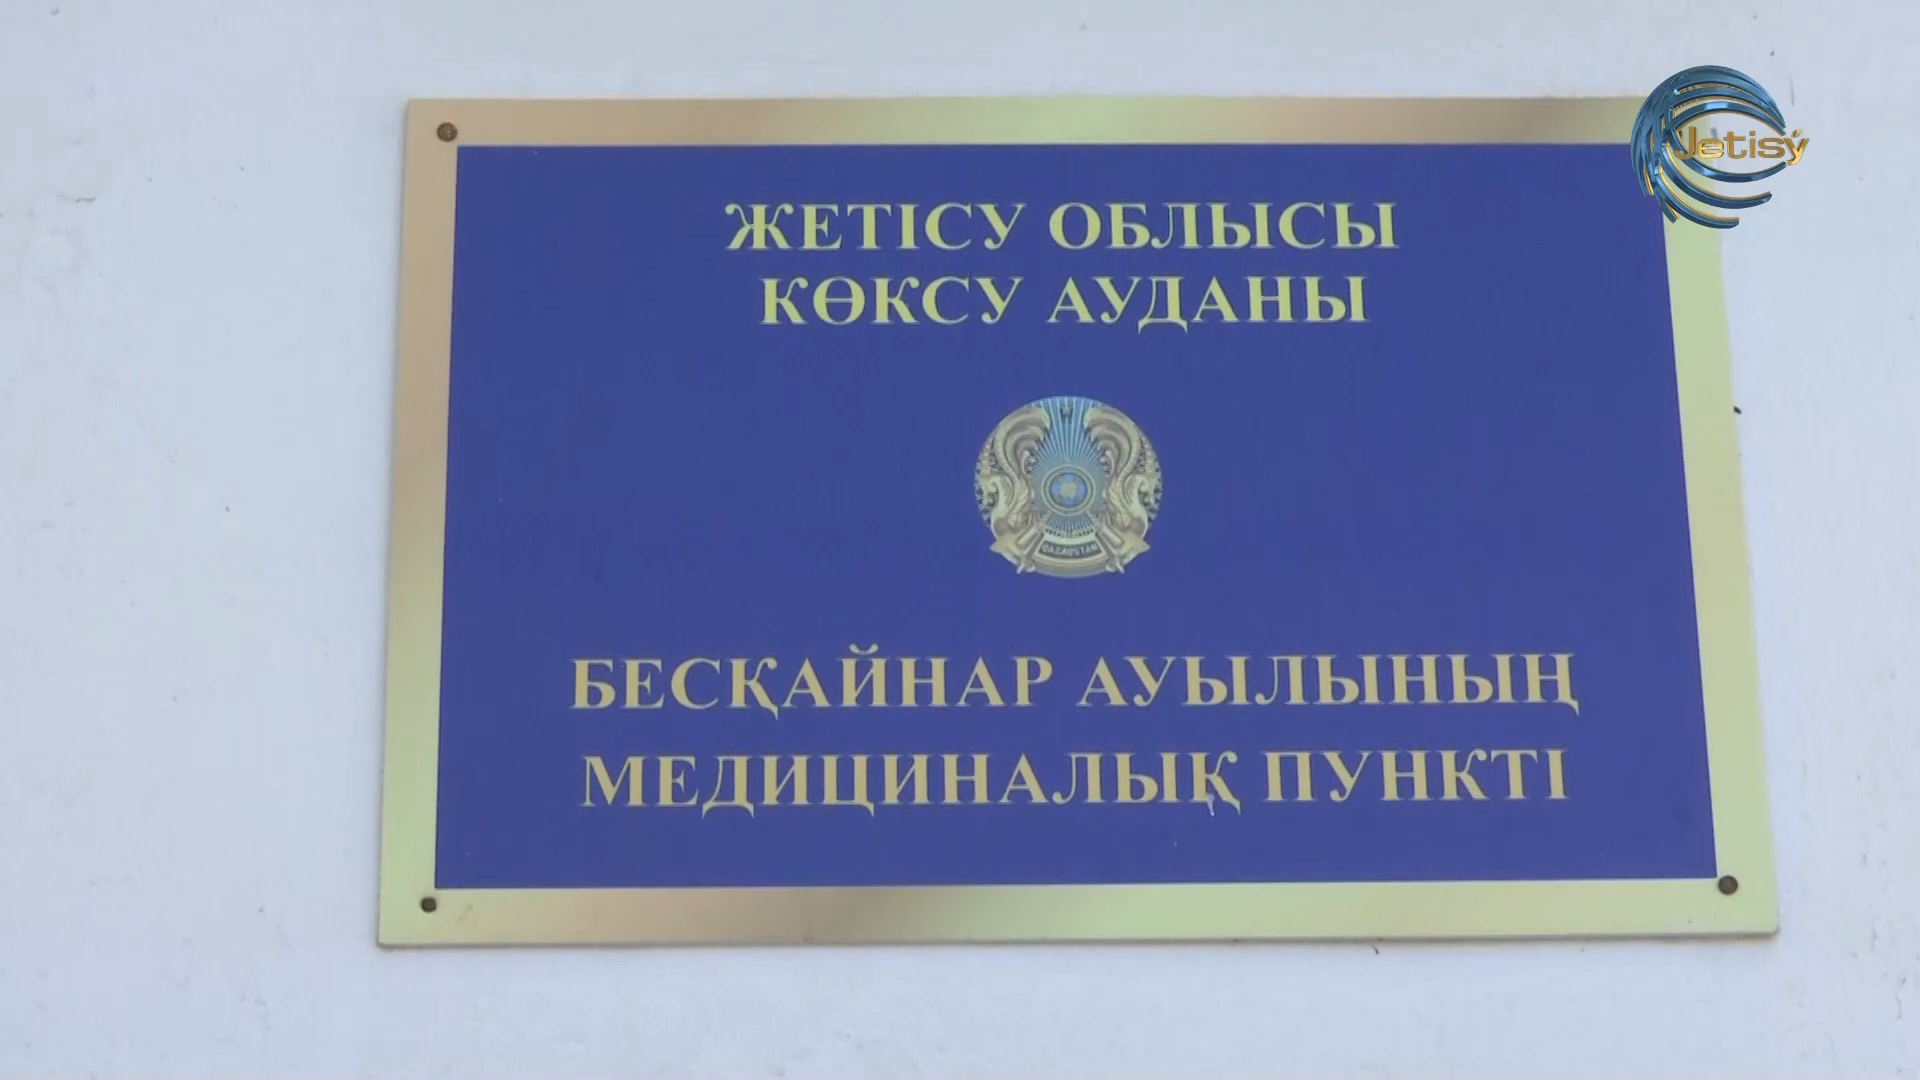 Jetisý
ЖЕТІСУ ОБЛЫСЫ
КӨКСУ АУДАНЫ
QAZAQSTAN
БЕСҚАЙНАР АУЫЛЫНЫҢ
МЕДИЦИНАЛЫҚ ПУНКТІ